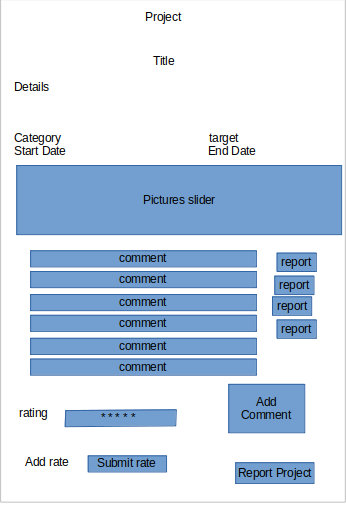 Project
Title
Details
Category target
Start Date End Date
Pictures slider
comment report
comment report
comment report
comment report
comment
comment
Add
Comment
rating * * * * *
Add rate Submit rate
Report Project